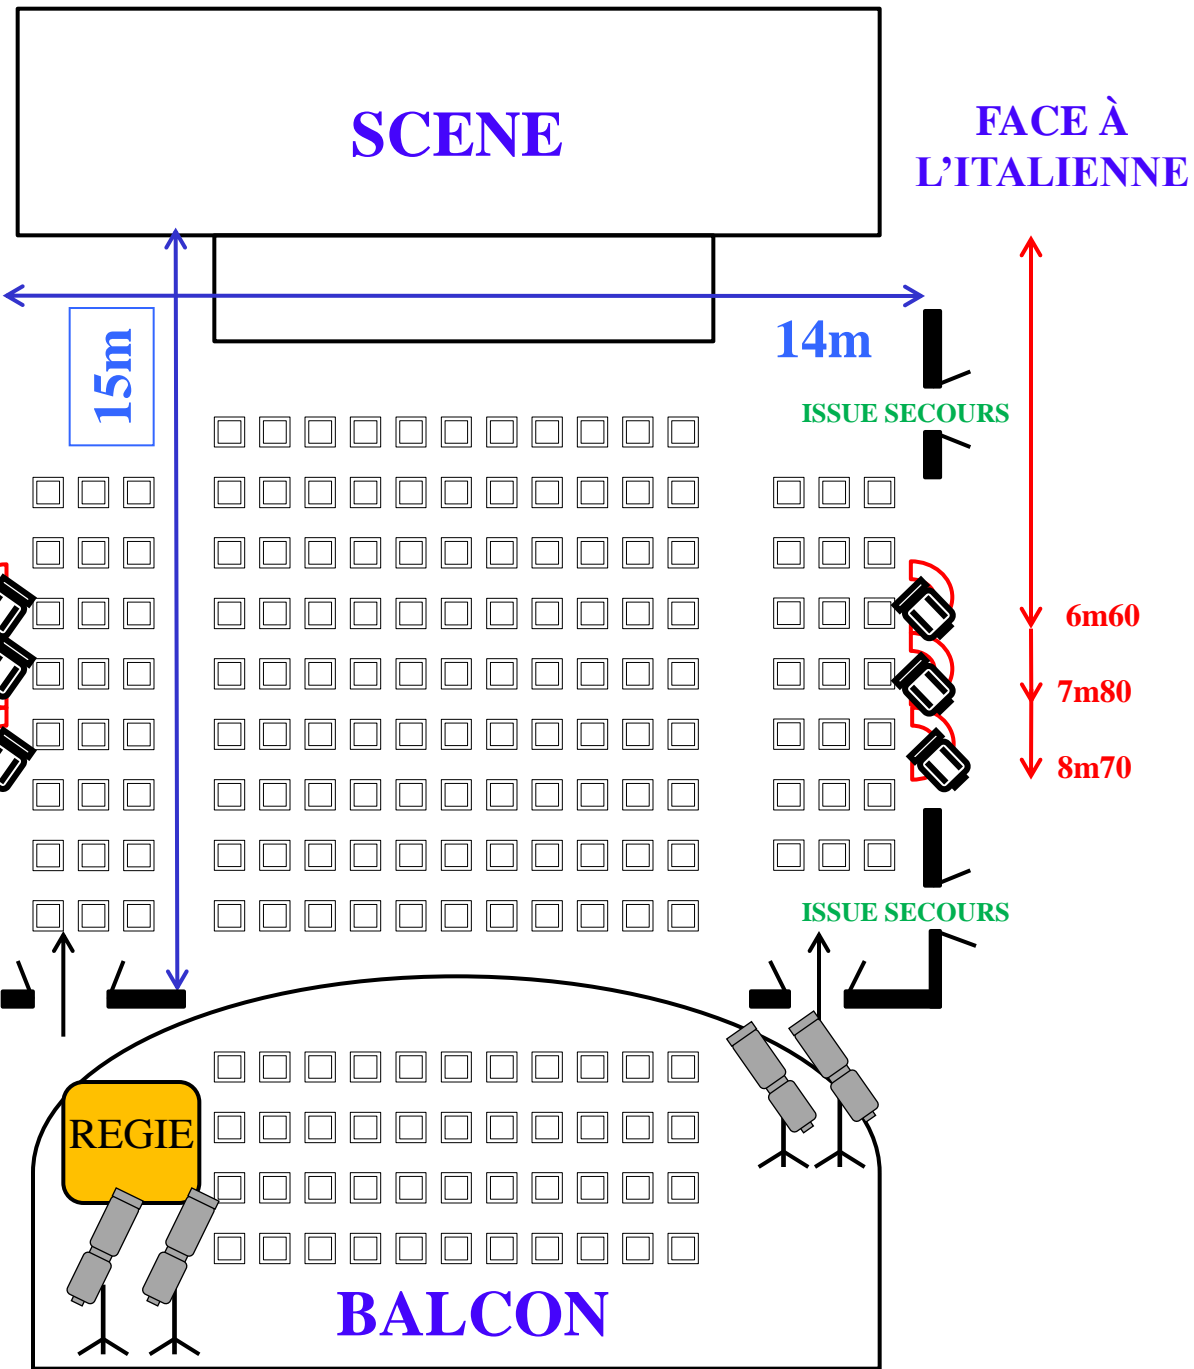 SCENE
FACE À
L’ITALIENNE
15m
14m
ISSUE SECOURS
6m60
7m80
8m70
ISSUE SECOURS
REGIE
BALCON